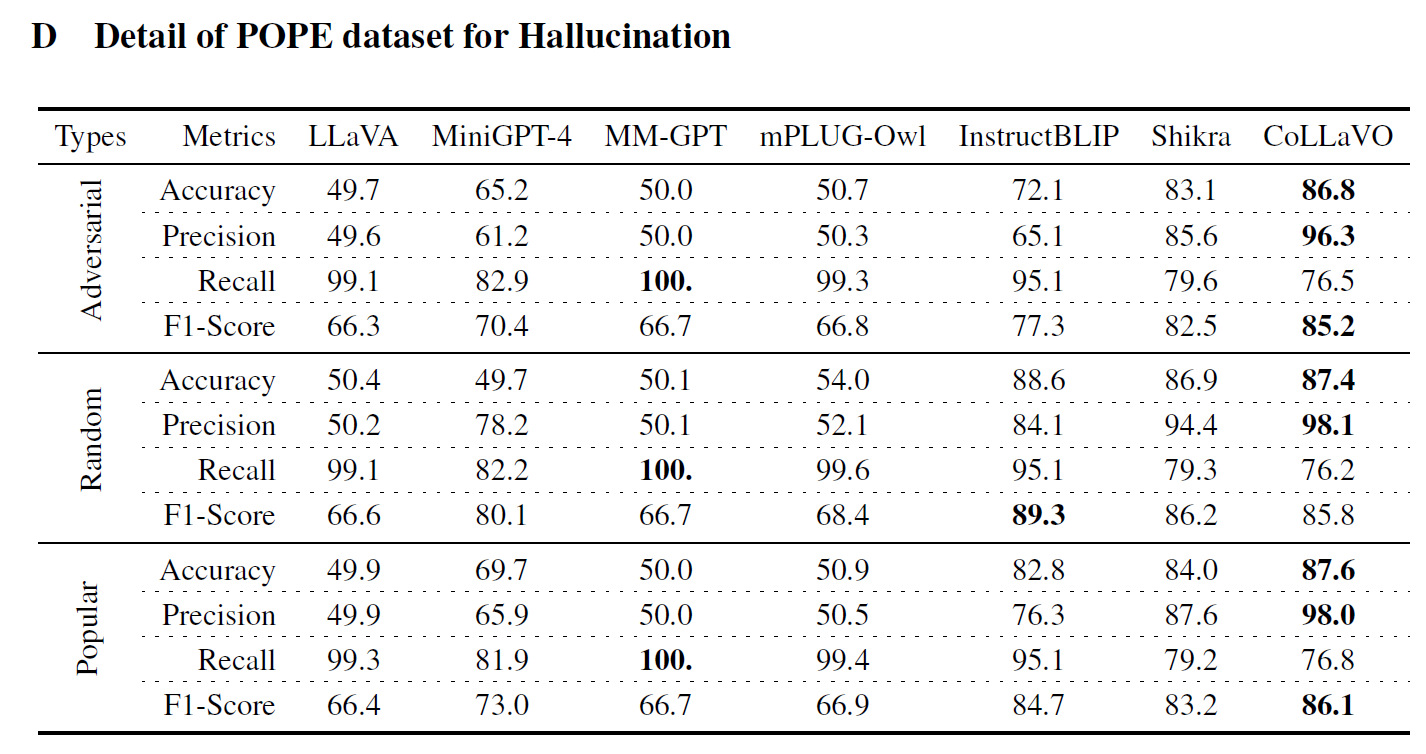 D Detail of POPE dataset for Hallucination
Types Metrics LLaVA MiniGPT-4 MM-GPT mPLUG-Owl InstructBLIP Shikra CoLLaVO
Adversarial
Accuracy 49.7 65.2 50.0 50.7 72.1 83.1 86.8
Precision 49.6 61.2 50.0 50.3 65.1 85.6 96.3
Recall 99.1 82.9 100. 99.3 95.1 79.6 76.5
F1-Score 66.3 70.4 66.7 66.8 77.3 82.5 85.2
Random
Accuracy 50.4 49.7 50.1 54.0 88.6 86.9 87.4
Precision 50.2 78.2 50.1 52.1 84.1 94.4 98.1
Recall 99.1 82.2 100. 99.6 95.1 79.3 76.2
F1-Score 66.6 80.1 66.7 68.4 89.3 86.2 85.8
Popular
Accuracy 49.9 69.7 50.0 50.9 82.8 84.0 87.6
Precision 49.9 65.9 50.0 50.5 76.3 87.6 98.0
Recall 99.3 81.9 100. 99.4 95.1 79.2 76.8
F1-Score 66.4 73.0 66.7 66.9 84.7 83.2 86.1